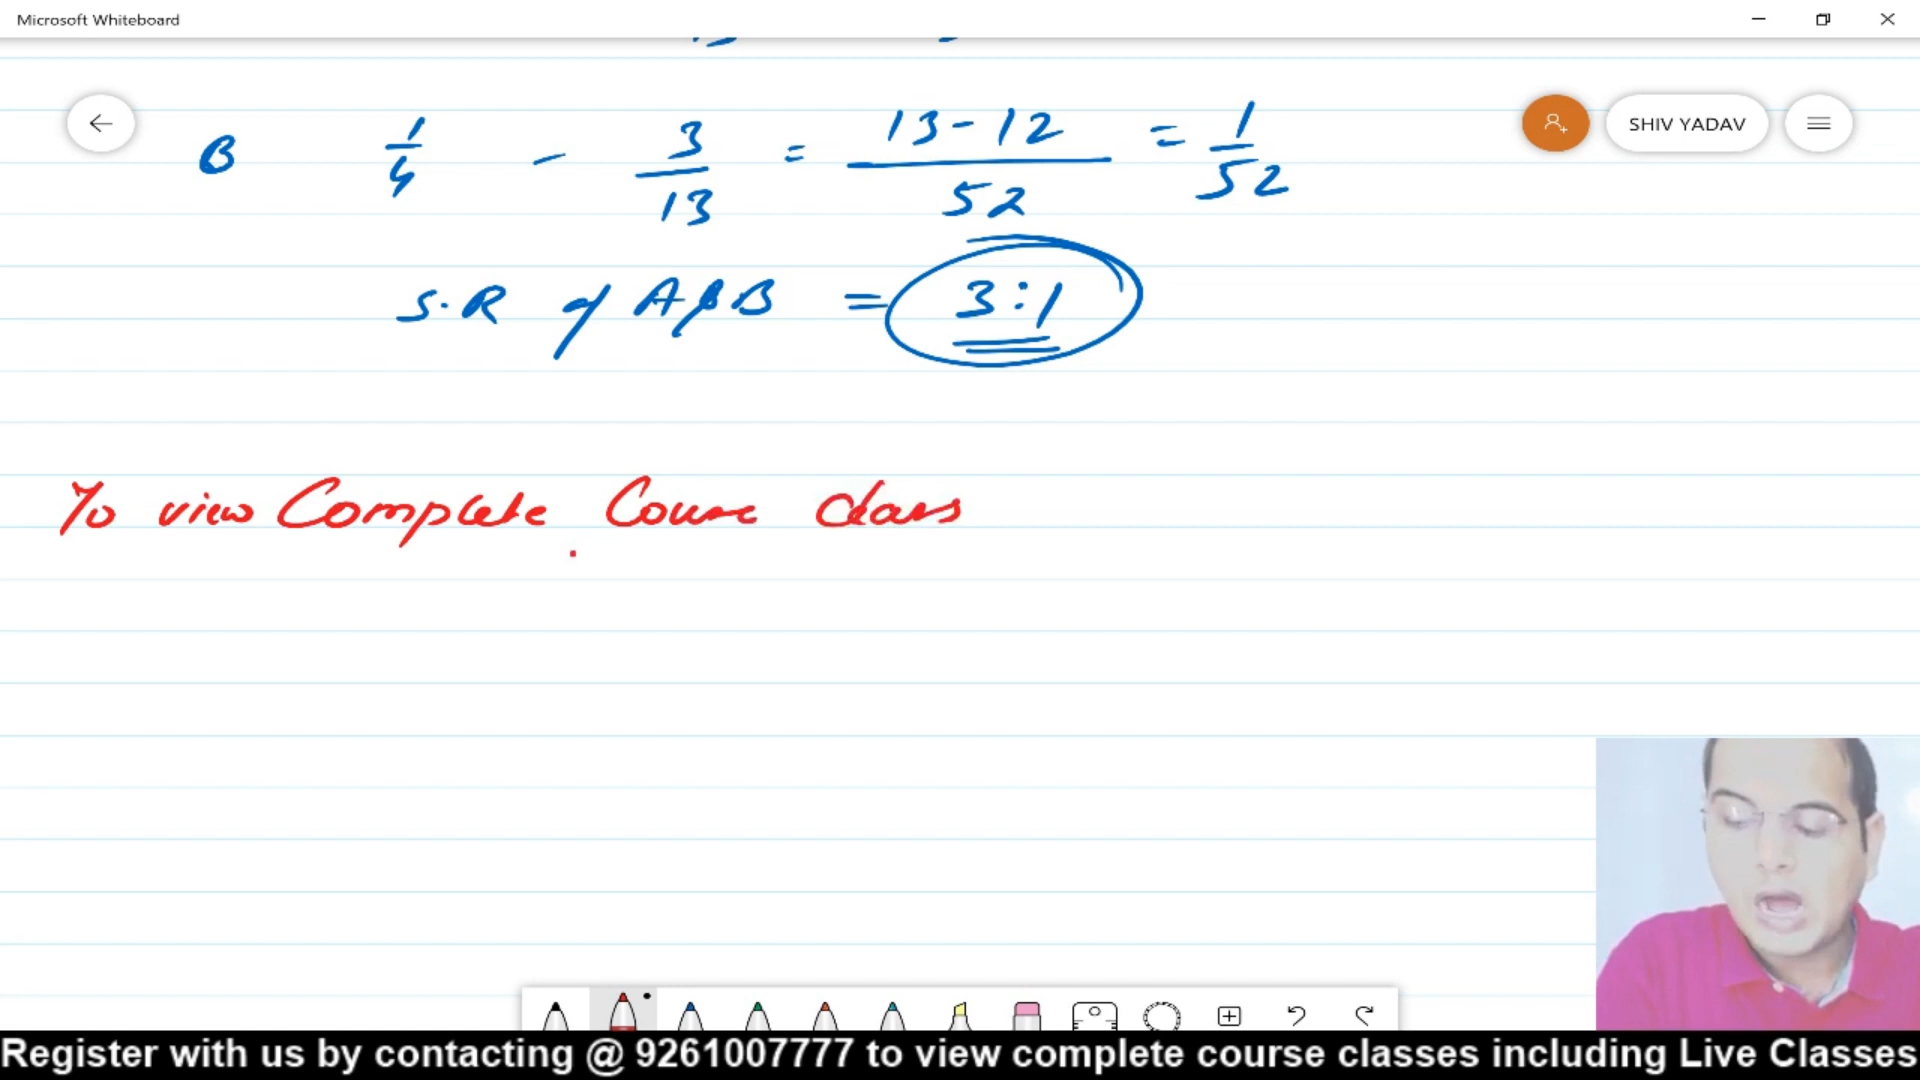 Microsoft Whiteboard
SHIV YADAV
B 1/4 - 3/13 = 13-12/52 = 1/52
S.R of A & B = 3:1
To view Complete Course class
Register with us by contacting @ 9261007777 to view complete course classes including Live Classes